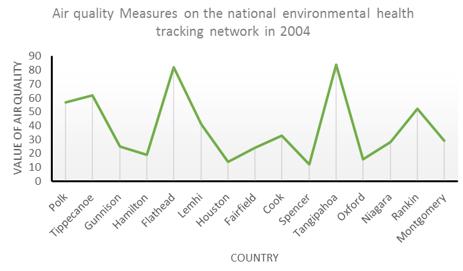 Air quality Measures on the national environmental health
tracking network in 2004
VALUE OF AIR QUALITY
90
80
70
60
50
40
30
20
10
0
Polk
Tippecanoe
Gunnison
Hamilton
Flathead
Lemhi
Houston
Fairfield
Cook
Spencer
Tangipahoa
Oxford
Niagara
Rankin
Montgomery
COUNTRY